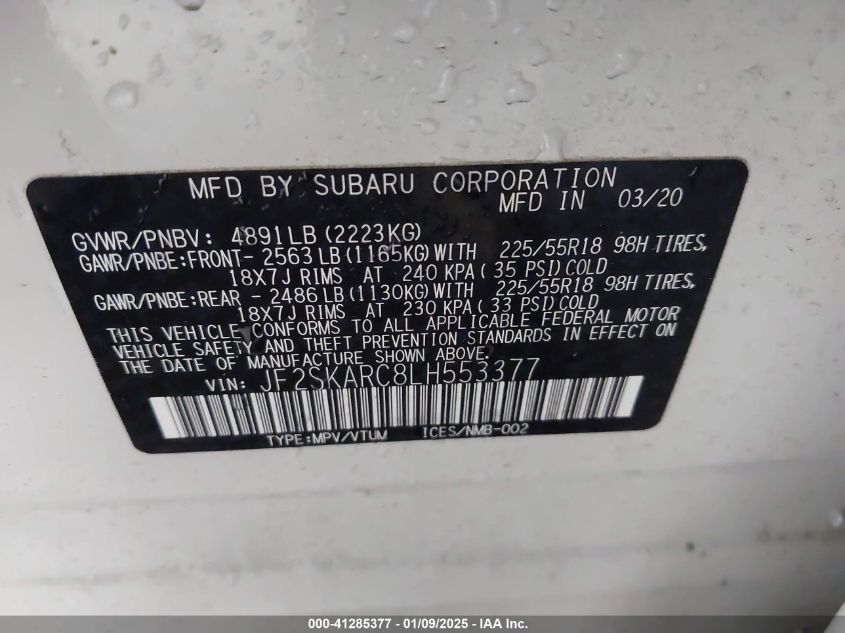 MFD BY SUBARU CORPORATION
MFD IN 03/20
GVWR/PNBV: 4891LB (2223KG)
GAWR/PNBE:FRONT- 2563LB(1165KG)WITH 225/55R18 98H TIRES,
18X7J RIMS AT 240 KPA( 35 PSI)COLD
GAWR/PNBE:REAR - 2486LB(1130KG)WITH 225/55R18 98H TIRES,
18X7J RIMS AT 230 KPA( 33 PSI)COLD
THIS VEHICLE CONFORMS TO ALL APPLICABLE FEDERAL MOTOR
VEHICLE SAFETY AND THEFT PREVENTION STANDARDS IN EFFECT ON
THE DATE OF MANUFACTURE SHOWN ABOVE.
VIN: JF2SKARC8LH553377
TYPE:MPV/VTUM ICES/NMB-002
000-41285377 | 01/09/2025 | IAA Inc.